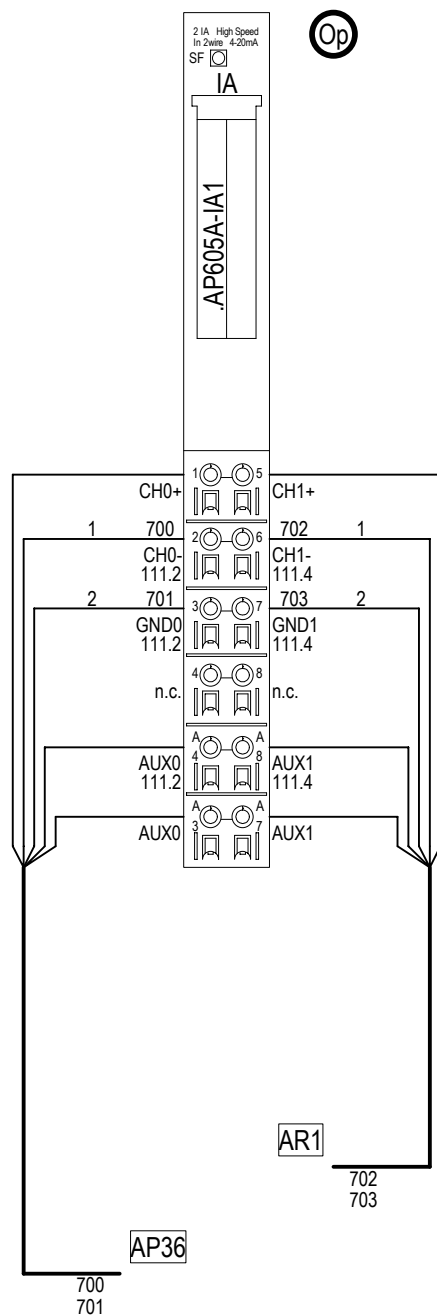 2 IA High Speed
In 2wire 4-20mA
Op
SF
IA
.AP605A-IA1
1 5
CH0+ CH1+
1 700 2 6 702 1
CH0- CH1-
111.2 111.4
2 701 3 7 703 2
GND0 GND1
111.2 111.4
4 8
n.c. n.c.
A A
4 8
AUX0 AUX1
111.2 111.4
A A
3 7
AUX0 AUX1
AR1
702
703
AP36
700
701